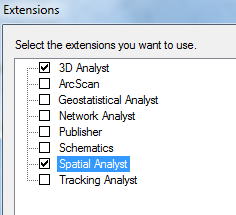 Extensions
Select the extensions you want to use.
3D Analyst
ArcScan
Geostatistical Analyst
Network Analyst
Publisher
Schematics
Spatial Analyst
Tracking Analyst